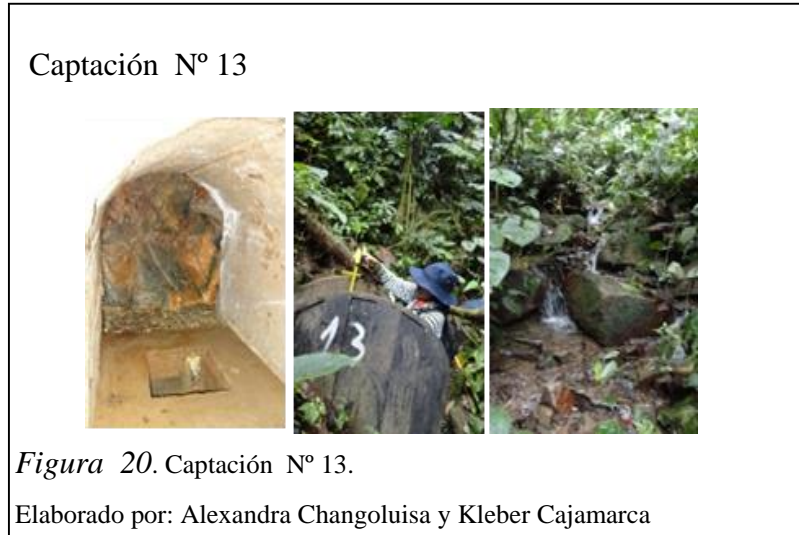 Captación Nº 13
13
Figura 20. Captación Nº 13.
Elaborado por: Alexandra Changoluisa y Kleber Cajamarca